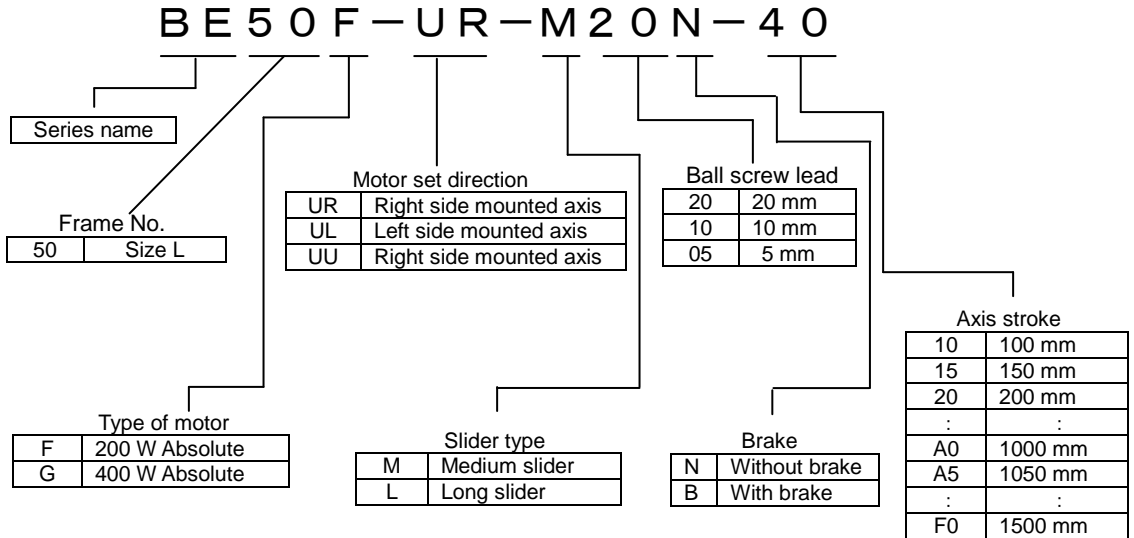 BE50F-UR-M20N-40
Series name
Frame No.
50 Size L
Motor set direction
UR Right side mounted axis
UL Left side mounted axis
UU Right side mounted axis
Ball screw lead
20 20 mm
10 10 mm
05 5 mm
Axis stroke
10 100 mm
15 150 mm
20 200 mm
: :
A0 1000 mm
A5 1050 mm
: :
F0 1500 mm
Type of motor
F 200 W Absolute
G 400 W Absolute
Slider type
M Medium slider
L Long slider
Brake
N Without brake
B With brake